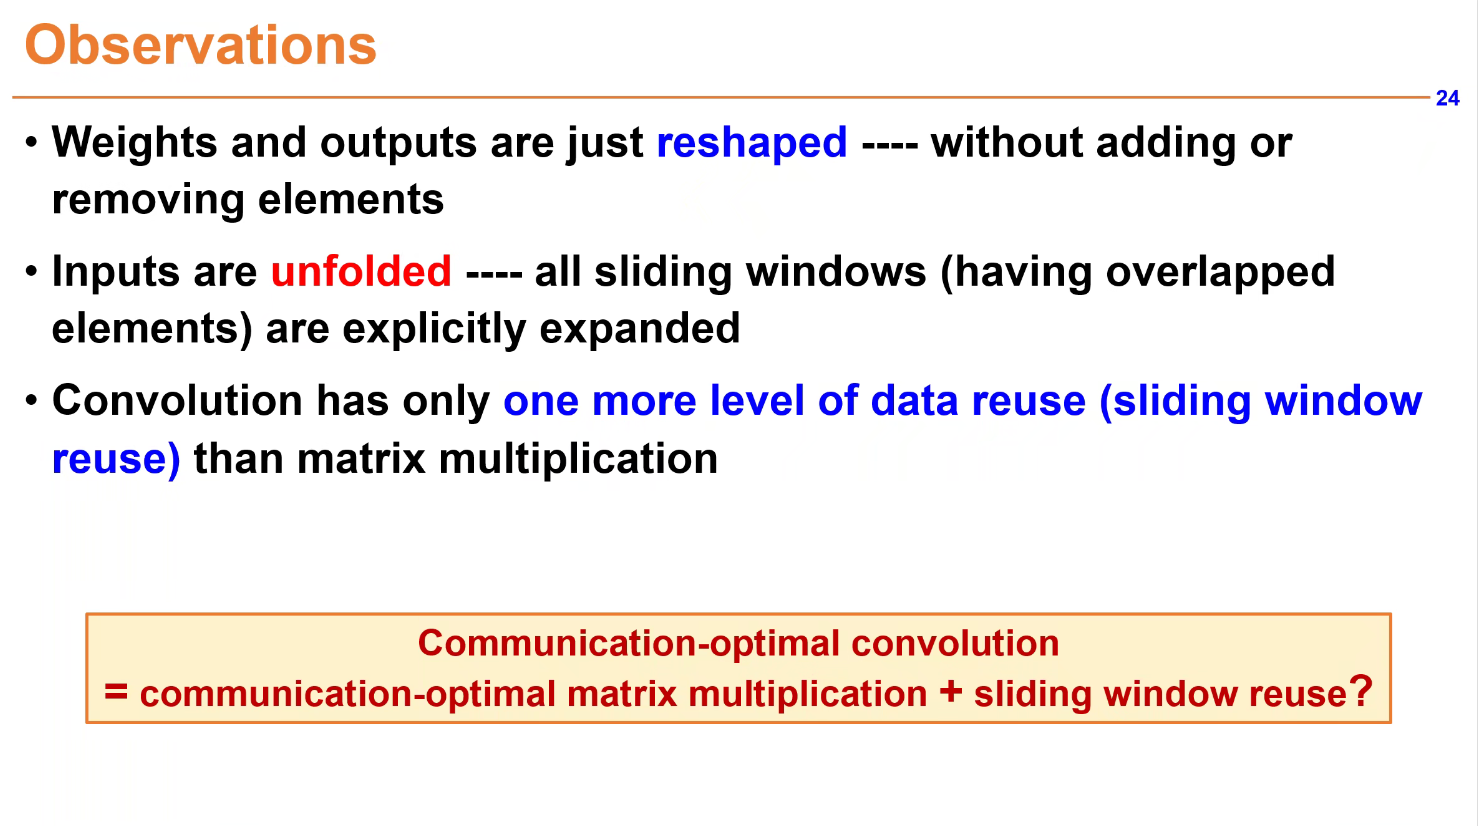 Observations
24
• Weights and outputs are just reshaped ---- without adding or
removing elements
• Inputs are unfolded ---- all sliding windows (having overlapped
elements) are explicitly expanded
• Convolution has only one more level of data reuse (sliding window
reuse) than matrix multiplication
Communication-optimal convolution
= communication-optimal matrix multiplication + sliding window reuse?